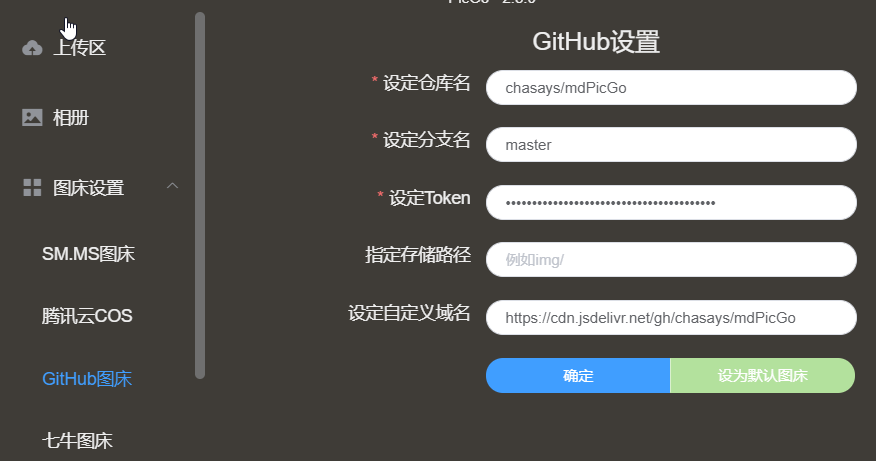 上传区
相册
图床设置
SM.MS图床
腾讯云COS
GitHub图床
七牛图床
GitHub设置
* 设定仓库名 chasays/mdPicGo
* 设定分支名 master
* 设定Token ••••••••••••••••••••••••••••••••••••••••
指定存储路径 例如img/
设定自定义域名 https://cdn.jsdelivr.net/gh/chasays/mdPicGo
确定 设为默认图床